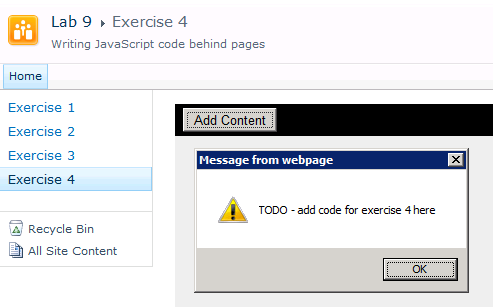 Lab 9 ▸ Exercise 4
Writing JavaScript code behind pages
Home
Exercise 1
Exercise 2
Exercise 3
Exercise 4
Recycle Bin
All Site Content
Add Content
Message from webpage
TODO - add code for exercise 4 here
OK